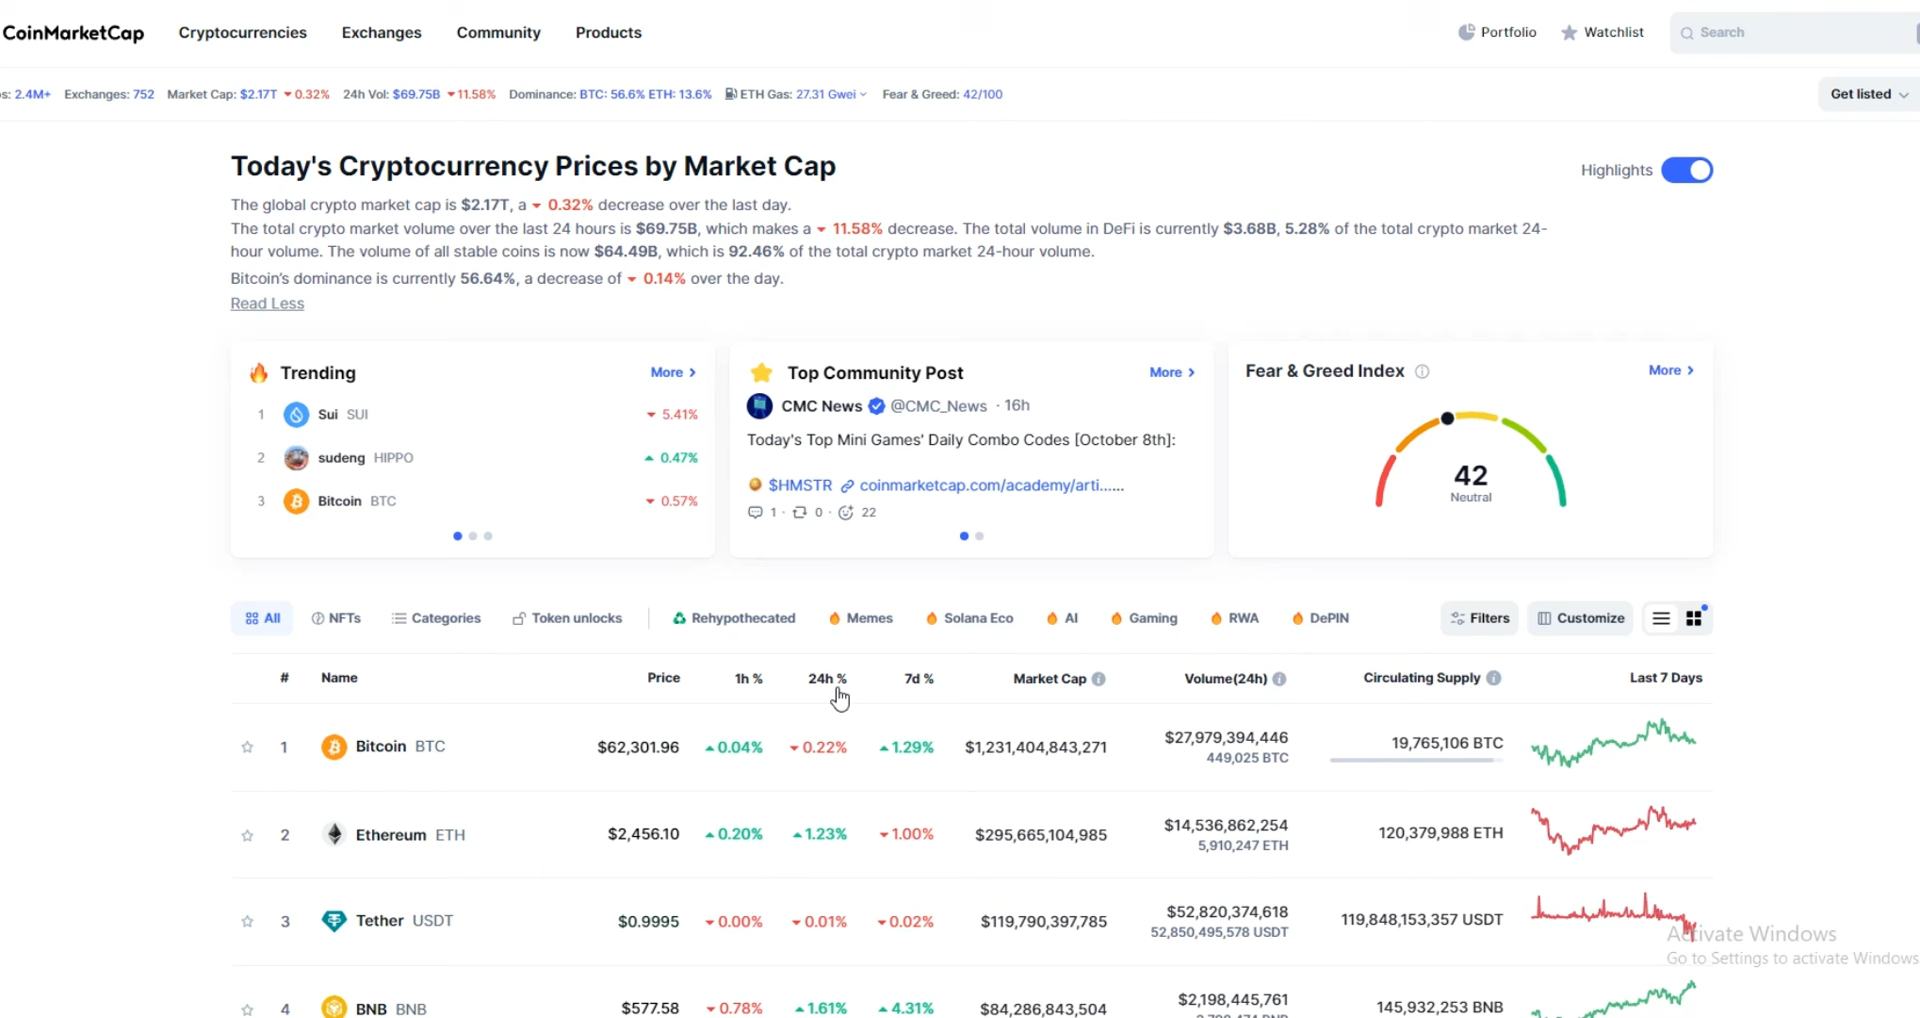 CoinMarketCap Cryptocurrencies Exchanges Community Products Portfolio Watchlist Search
s: 2.4M+ Exchanges: 752 Market Cap: $2.17T 0.32% 24h Vol: $69.75B 11.58% Dominance: BTC: 56.6% ETH: 13.6% ETH Gas: 27.31 Gwei Fear & Greed: 42/100 Get listed
Today's Cryptocurrency Prices by Market Cap
Highlights
The global crypto market cap is $2.17T, a 0.32% decrease over the last day.
The total crypto market volume over the last 24 hours is $69.75B, which makes a 11.58% decrease. The total volume in DeFi is currently $3.68B, 5.28% of the total crypto market 24-
hour volume. The volume of all stable coins is now $64.49B, which is 92.46% of the total crypto market 24-hour volume.
Bitcoin's dominance is currently 56.64%, a decrease of 0.14% over the day.
Read Less
Trending More
1 Sui SUI 5.41%
2 sudeng HIPPO 0.47%
3 Bitcoin BTC 0.57%
Top Community Post More
CMC News @CMC_News · 16h
Today's Top Mini Games' Daily Combo Codes [October 8th]:
$HMSTR coinmarketcap.com/academy/arti......
1 · 0 · 22
Fear & Greed Index More
42
Neutral
All NFTs Categories Token unlocks Rehypothecated Memes Solana Eco AI Gaming RWA DePIN Filters Customize
# Name Price 1h % 24h % 7d % Market Cap Volume(24h) Circulating Supply Last 7 Days
1 Bitcoin BTC $62,301.96 0.04% 0.22% 1.29% $1,231,404,843,271 $27,979,394,446 19,765,106 BTC
449,025 BTC
2 Ethereum ETH $2,456.10 0.20% 1.23% 1.00% $295,665,104,985 $14,536,862,254 120,379,988 ETH
5,910,247 ETH
3 Tether USDT $0.9995 0.00% 0.01% 0.02% $119,790,397,785 $52,820,374,618 119,848,153,357 USDT
52,850,495,578 USDT
Activate Windows
Go to Settings to activate Windows
4 BNB BNB $577.58 0.78% 1.61% 4.31% $84,286,843,504 $2,198,445,761 145,932,253 BNB